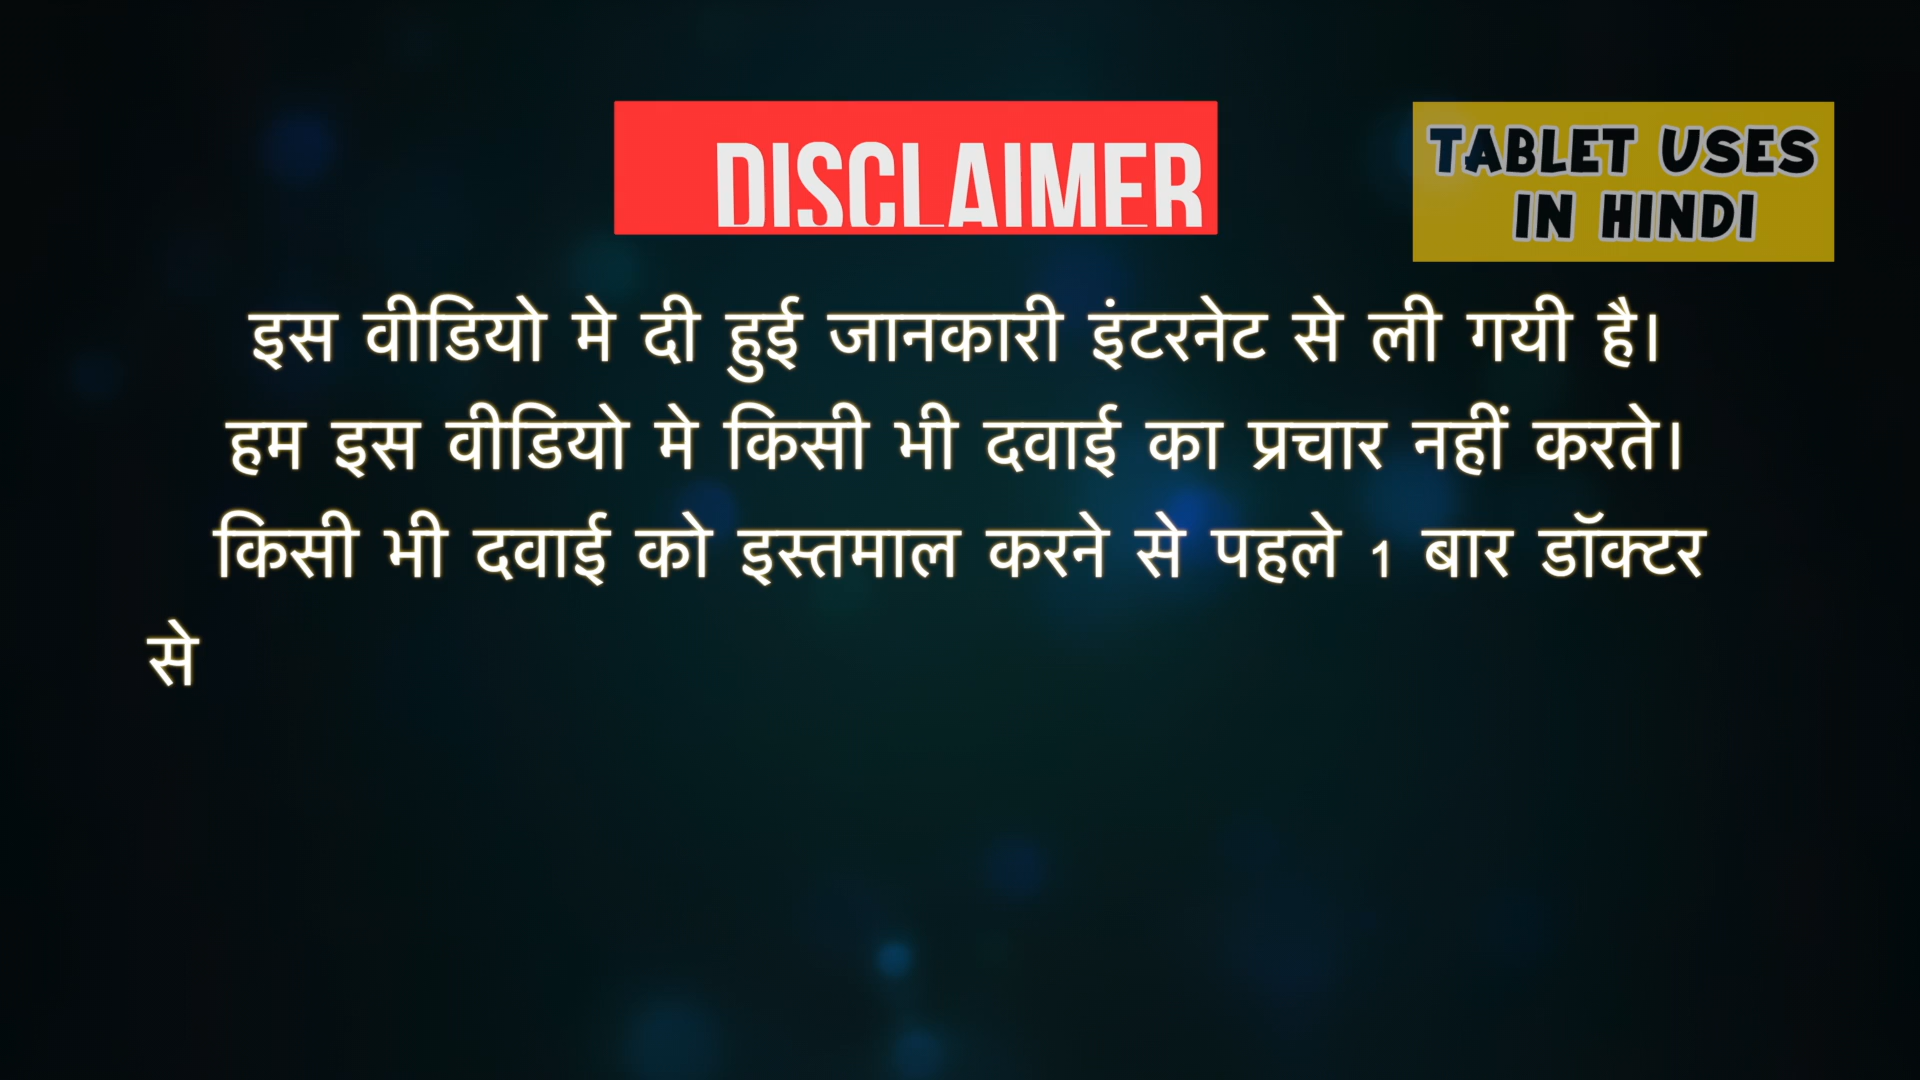 DISCLAIMER
TABLET USES
IN HINDI
इस वीडियो मे दी हुई जानकारी इंटरनेट से ली गयी है।
हम इस वीडियो मे किसी भी दवाई का प्रचार नहीं करते।
किसी भी दवाई को इस्तमाल करने से पहले 1 बार डॉक्टर
से